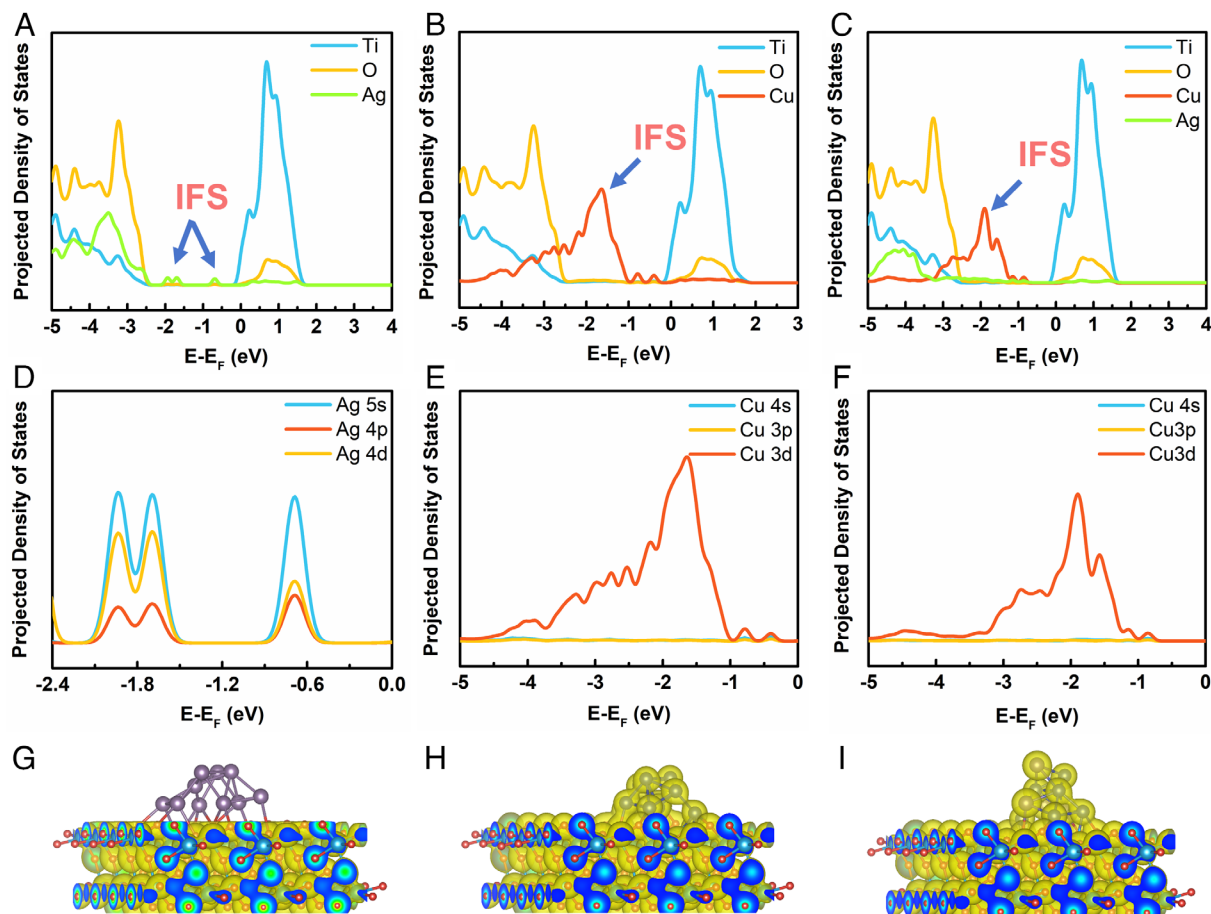 A
Projected Density of States
Ti
O
Ag
IFS
-5 -4 -3 -2 -1 0 1 2 3 4
E-E_F (eV)
B
Projected Density of States
Ti
O
Cu
IFS
-5 -4 -3 -2 -1 0 1 2 3
E-E_F (eV)
C
Projected Density of States
Ti
O
Cu
Ag
IFS
-5 -4 -3 -2 -1 0 1 2 3 4
E-E_F (eV)
D
Projected Density of States
Ag 5s
Ag 4p
Ag 4d
-2.4 -1.8 -1.2 -0.6 0.0
E-E_F (eV)
E
Projected Density of States
Cu 4s
Cu 3p
Cu 3d
-5 -4 -3 -2 -1 0
E-E_F (eV)
F
Projected Density of States
Cu 4s
Cu3p
Cu3d
-5 -4 -3 -2 -1 0
E-E_F (eV)
G
H
I